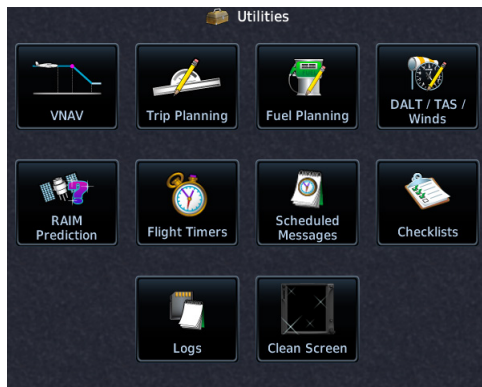 Utilities
VNAV
Trip Planning
Fuel Planning
DALT / TAS /
Winds
RAIM
Prediction
Flight Timers
Scheduled
Messages
Checklists
Logs
Clean Screen